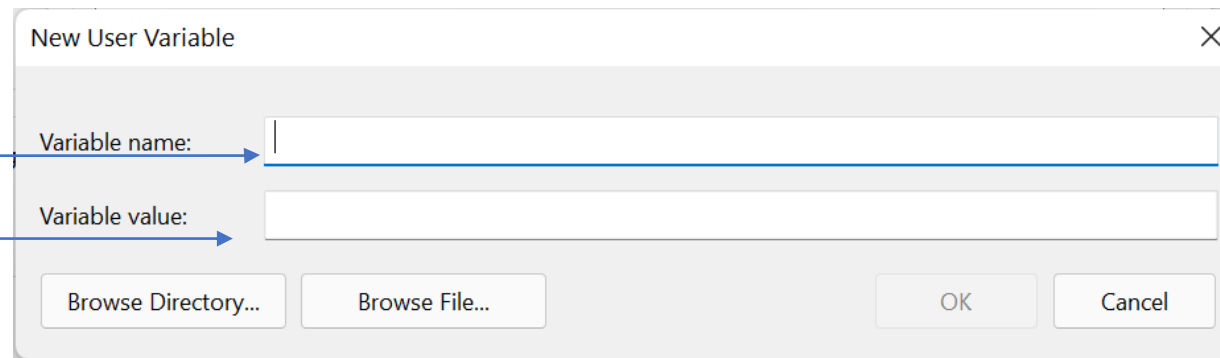 New User Variable
Variable name:
Variable value:
Browse Directory... Browse File... OK Cancel